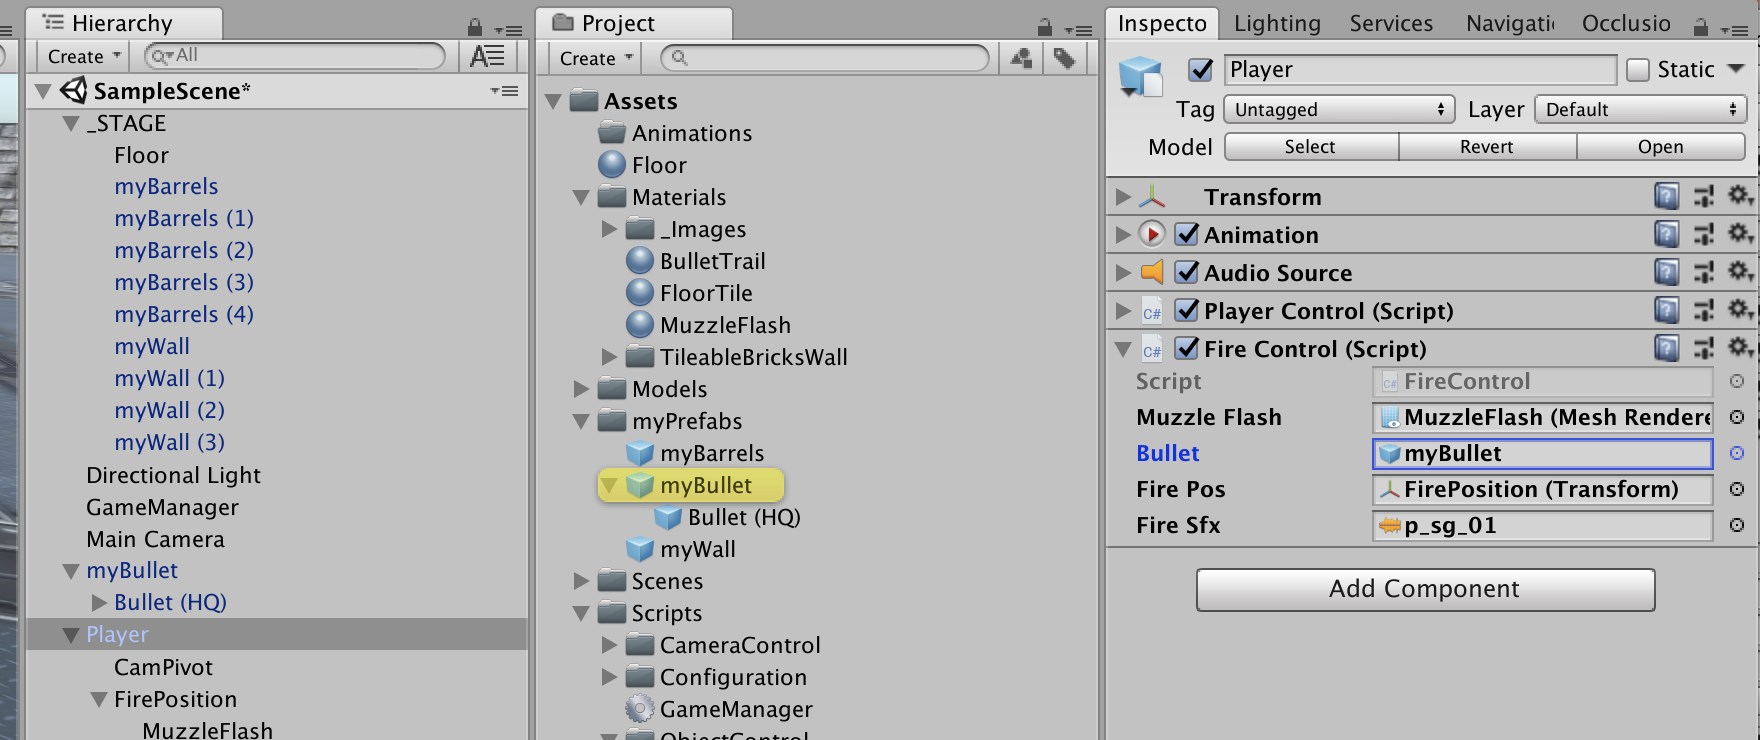 Hierarchy
Create
All
SampleScene*
_STAGE
Floor
myBarrels
myBarrels (1)
myBarrels (2)
myBarrels (3)
myBarrels (4)
myWall
myWall (1)
myWall (2)
myWall (3)
Directional Light
GameManager
Main Camera
myBullet
Bullet (HQ)
Player
CamPivot
FirePosition
MuzzleFlash
Project
Create
Assets
Animations
Floor
Materials
_Images
BulletTrail
FloorTile
MuzzleFlash
TileableBricksWall
Models
myPrefabs
myBarrels
myBullet
Bullet (HQ)
myWall
Scenes
Scripts
CameraControl
Configuration
GameManager
ObjectControl
Inspecto Lighting Services Navigati Occlusio
Player Static
Tag Untagged Layer Default
Model Select Revert Open
Transform
Animation
Audio Source
C# Player Control (Script)
C# Fire Control (Script)
Script C# FireControl
Muzzle Flash MuzzleFlash (Mesh Rendere
Bullet myBullet
Fire Pos FirePosition (Transform)
Fire Sfx p_sg_01
Add Component